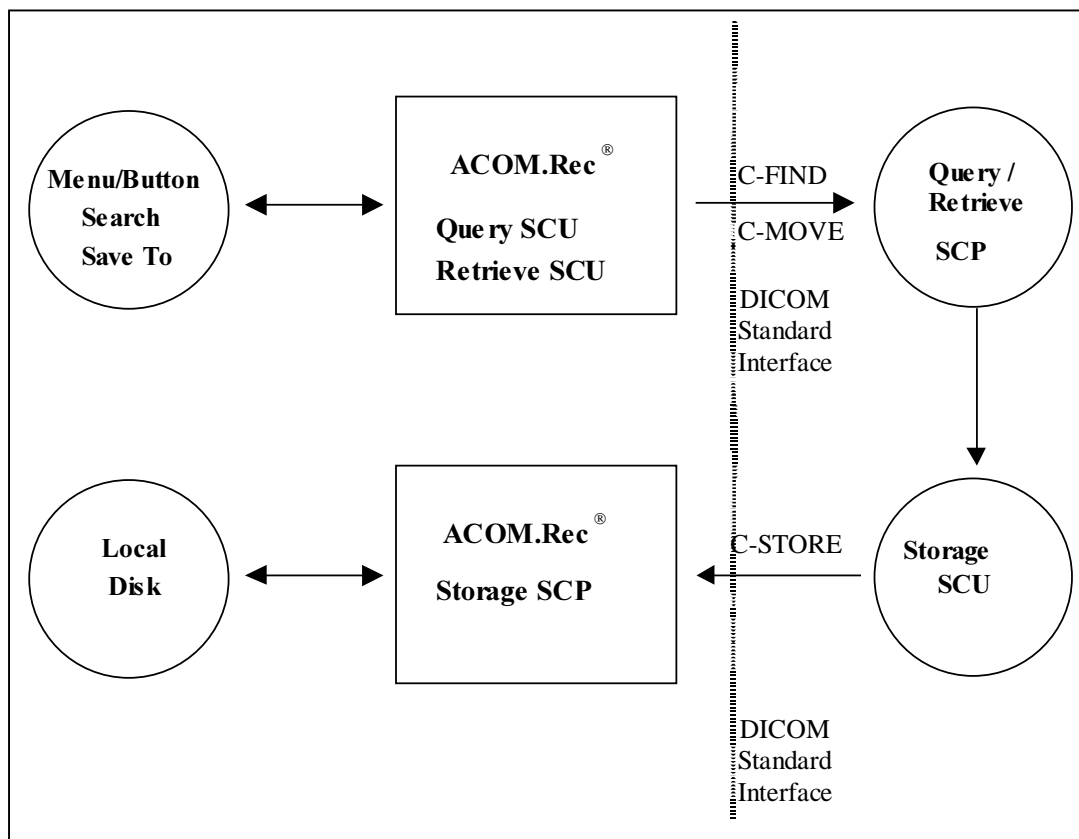 Menu/Button
Search
Save To
ACOM.Rec ®
Query SCU
Retrieve SCU
C-FIND
C-MOVE
DICOM
Standard
Interface
Query /
Retrieve
SCP
Local
Disk
ACOM.Rec ®
Storage SCP
C-STORE
DICOM
Standard
Interface
Storage
SCU